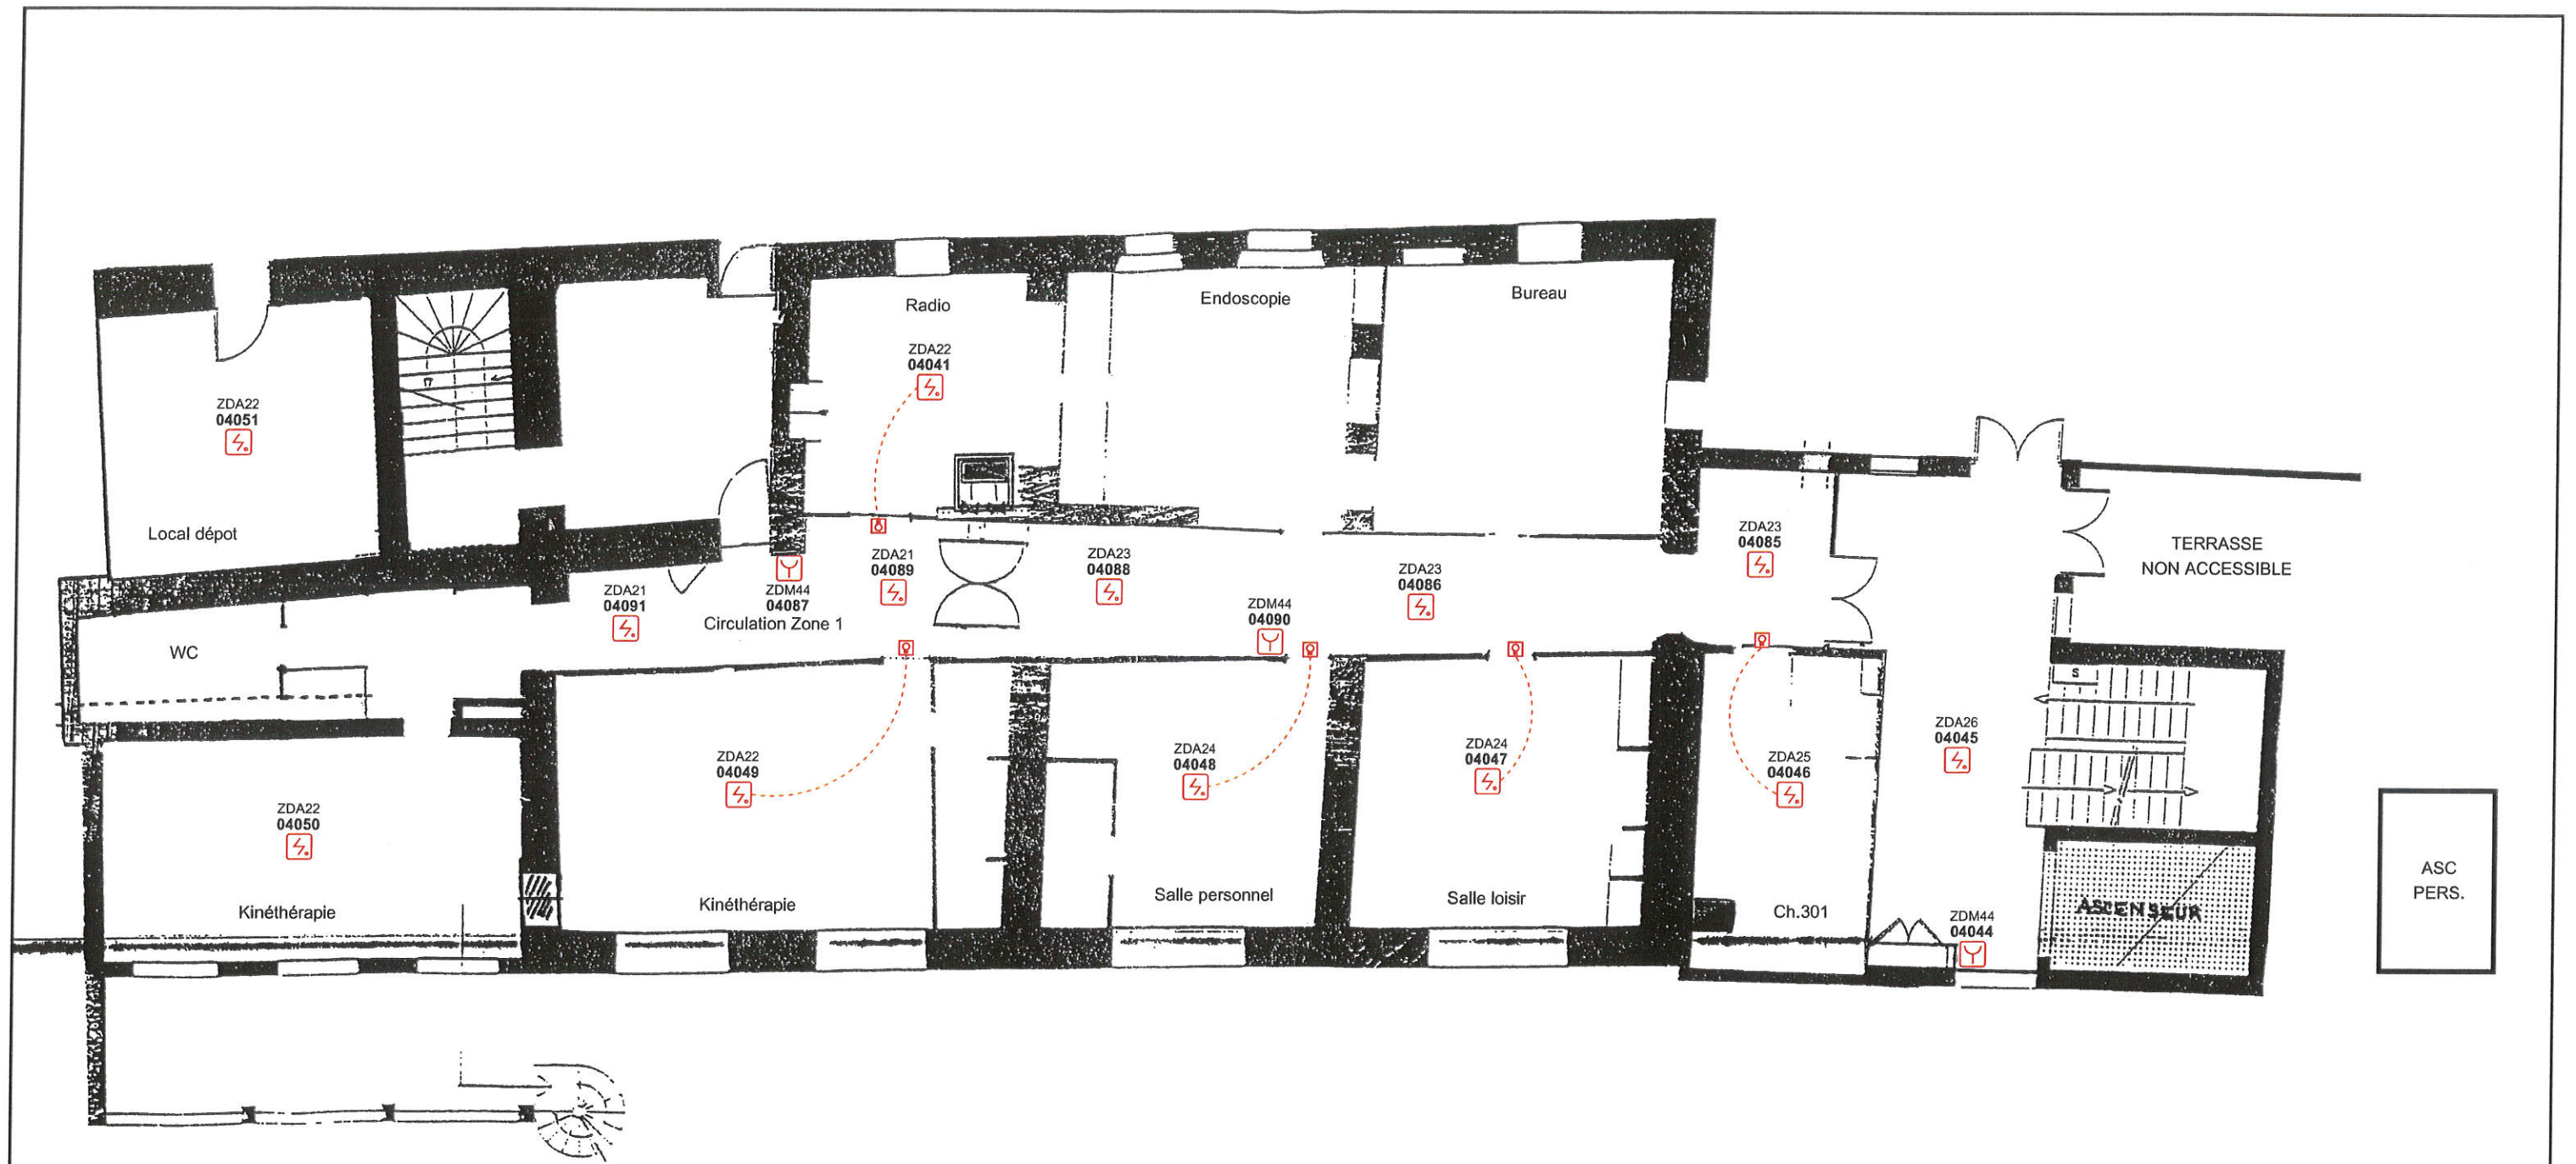 Radio
Endoscopie
Bureau
ZDA22
04041
ZDA22
04051
Local dépot
ZDA21
04091
ZDM44
04087
Circulation Zone 1
ZDA21
04089
ZDA23
04088
ZDM44
04090
ZDA23
04086
ZDA23
04085
TERRASSE
NON ACCESSIBLE
WC
S
ZDA22
04050
Kinéthérapie
ZDA22
04049
Kinéthérapie
ZDA24
04048
Salle personnel
ZDA24
04047
Salle loisir
ZDA25
04046
Ch.301
ZDA26
04045
ZDM44
04044
ASCENSEUR
ASC
PERS.